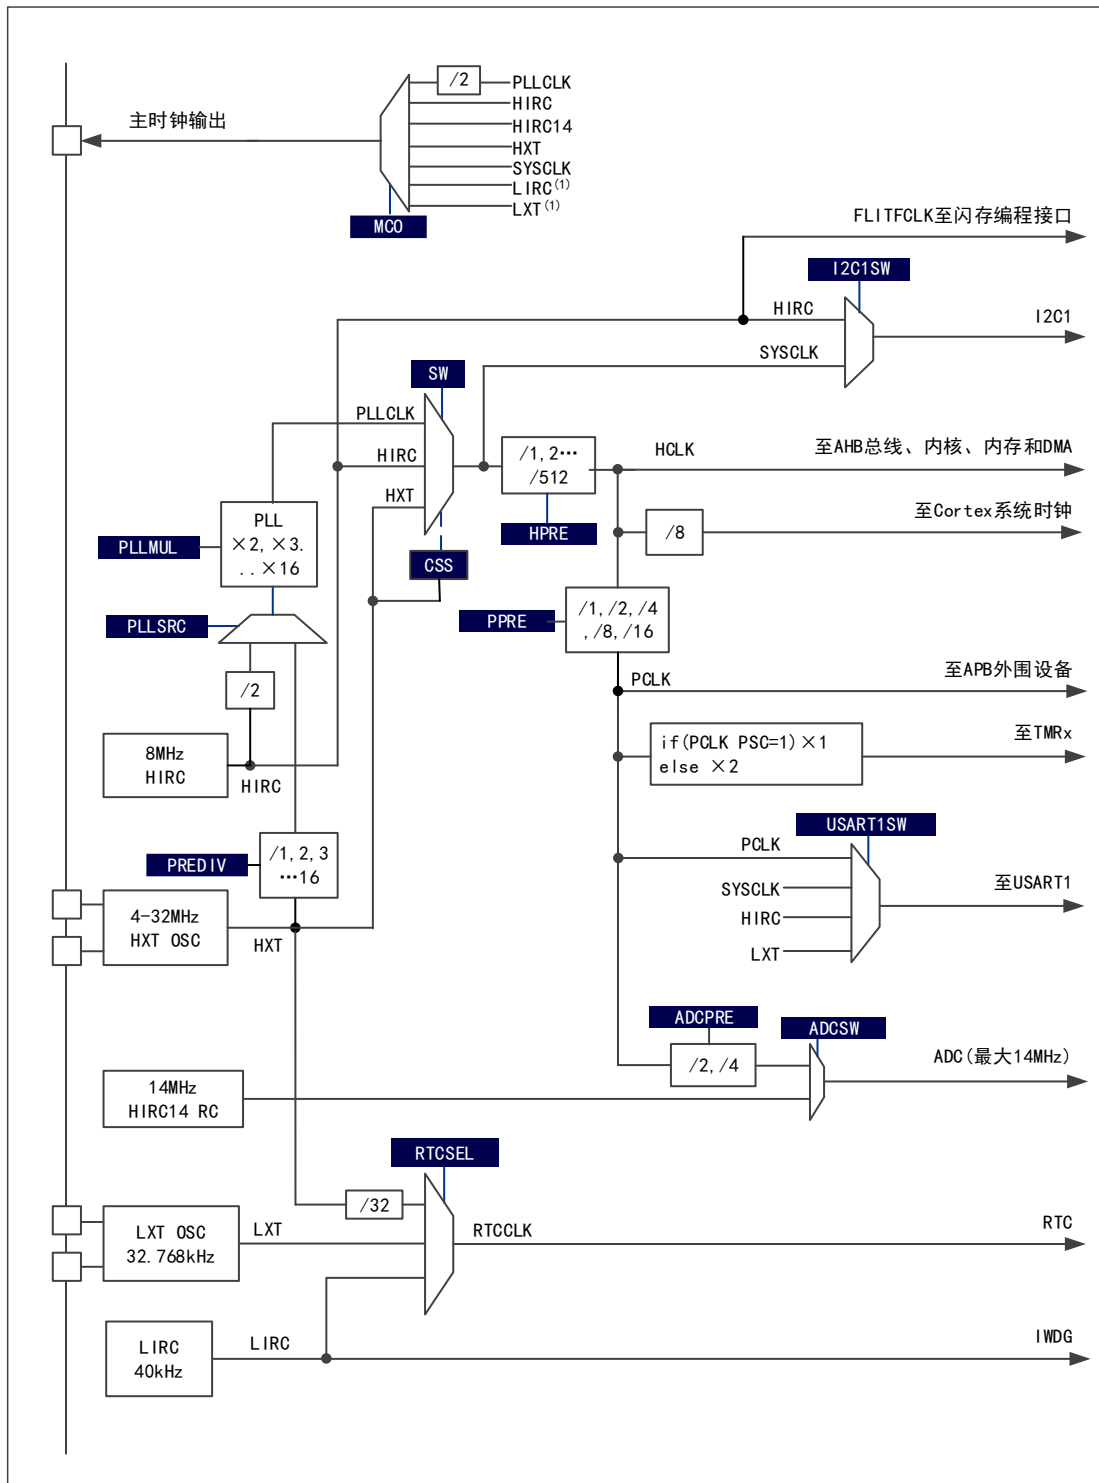 /2
PLLCLK
HIRC
HIRC14
HXT
SYSCLK
LIRC(1)
LXT(1)
主时钟输出
MCO
FLITFCLK至闪存编程接口
I2C1SW
HIRC
I2C1
SYSCLK
SW
PLLCLK
HIRC
HXT
/1,2…
/512
HCLK
至AHB总线、内核、内存和DMA
PLL
×2,×3.
..×16
PLLMUL
HPRE
/8
至Cortex系统时钟
CSS
PLLSRC
PPRE
/1,/2,/4
,/8,/16
/2
PCLK
至APB外围设备
8MHz
HIRC
HIRC
if(PCLK PSC=1)×1
else ×2
至TMRx
USART1SW
PREDIV
/1,2,3
…16
PCLK
SYSCLK
HIRC
LXT
至USART1
4-32MHz
HXT OSC
HXT
ADCPRE
ADCSW
/2,/4
ADC(最大14MHz)
14MHz
HIRC14 RC
RTCSEL
/32
LXT OSC
32.768kHz
LXT
RTCCLK
RTC
LIRC
40kHz
LIRC
IWDG